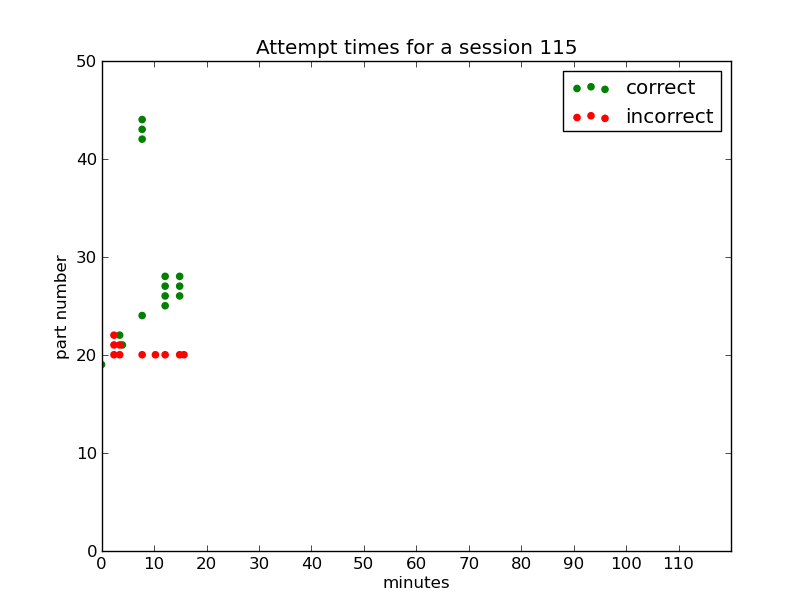 Attempt times for a session 115
correct
incorrect
50
40
30
20
10
0
part number
0 10 20 30 40 50 60 70 80 90 100 110
minutes